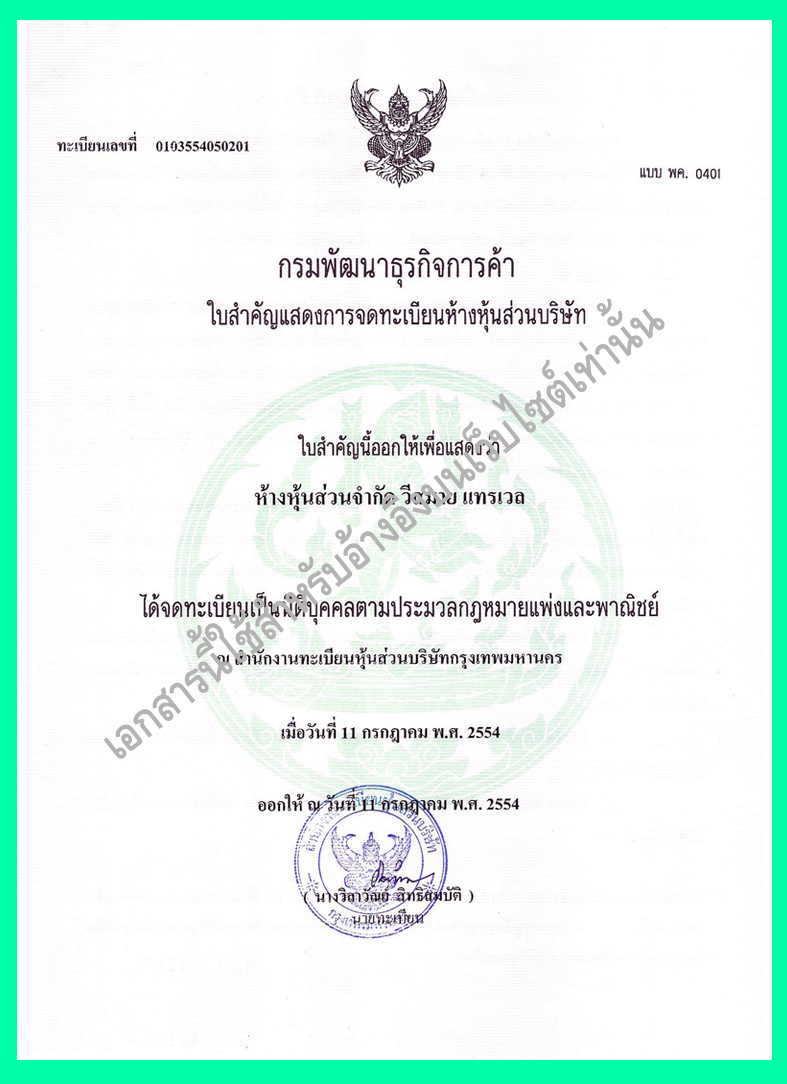 ทะเบียนเลขที่ 0103554050201
แบบ พค. 0401
กรมพัฒนาธุรกิจการค้า
ใบสำคัญแสดงการจดทะเบียนห้างหุ้นส่วนบริษัท
ใบสำคัญนี้ออกให้เพื่อแสดงว่า
ห้างหุ้นส่วนจำกัด วีสมาย แทรเวล
ได้จดทะเบียนเป็นนิติบุคคลตามประมวลกฎหมายแพ่งและพาณิชย์
ณ สำนักงานทะเบียนหุ้นส่วนบริษัทกรุงเทพมหานคร
เมื่อวันที่ 11 กรกฎาคม พ.ศ. 2554
ออกให้ ณ วันที่ 11 กรกฎาคม พ.ศ. 2554
( นางวิลาวัณย์ สิทธิสมบัติ )
นายทะเบียน
เอกสารนี้ใช้สำหรับอ้างอิงบนเว็บไซต์เท่านั้น